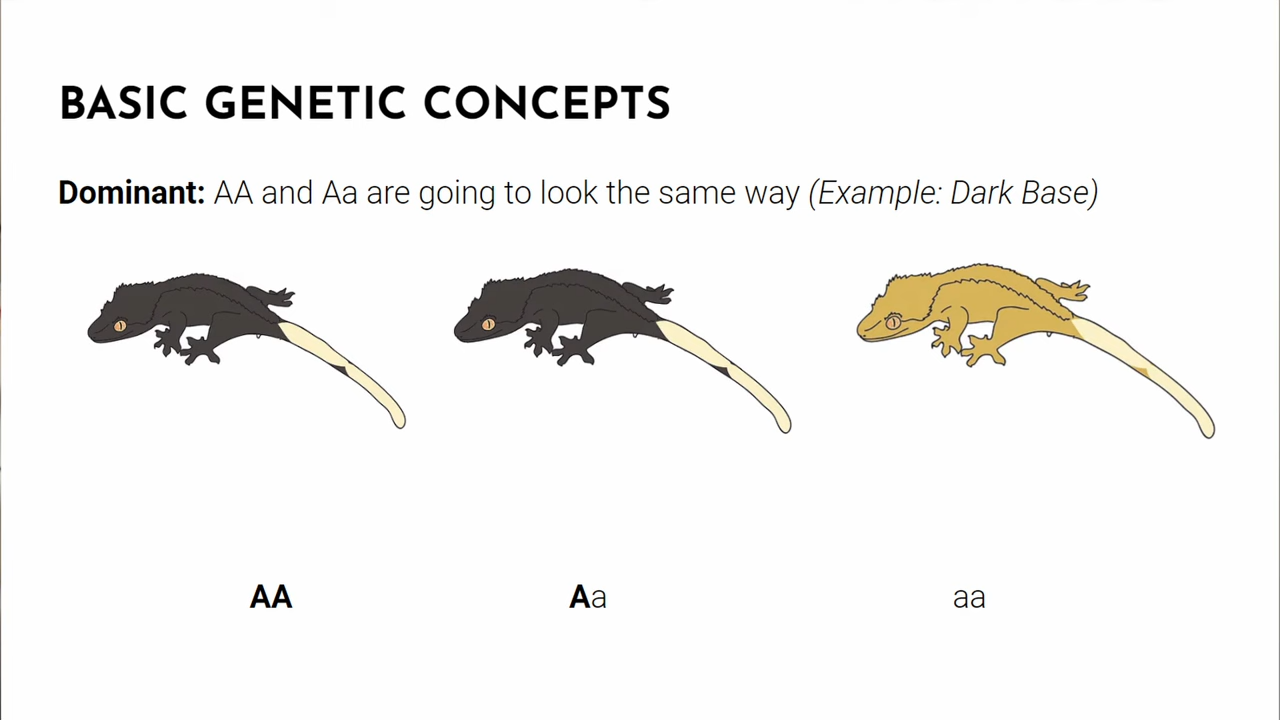 BASIC GENETIC CONCEPTS
Dominant: AA and Aa are going to look the same way (Example: Dark Base)
AA
Aa
aa